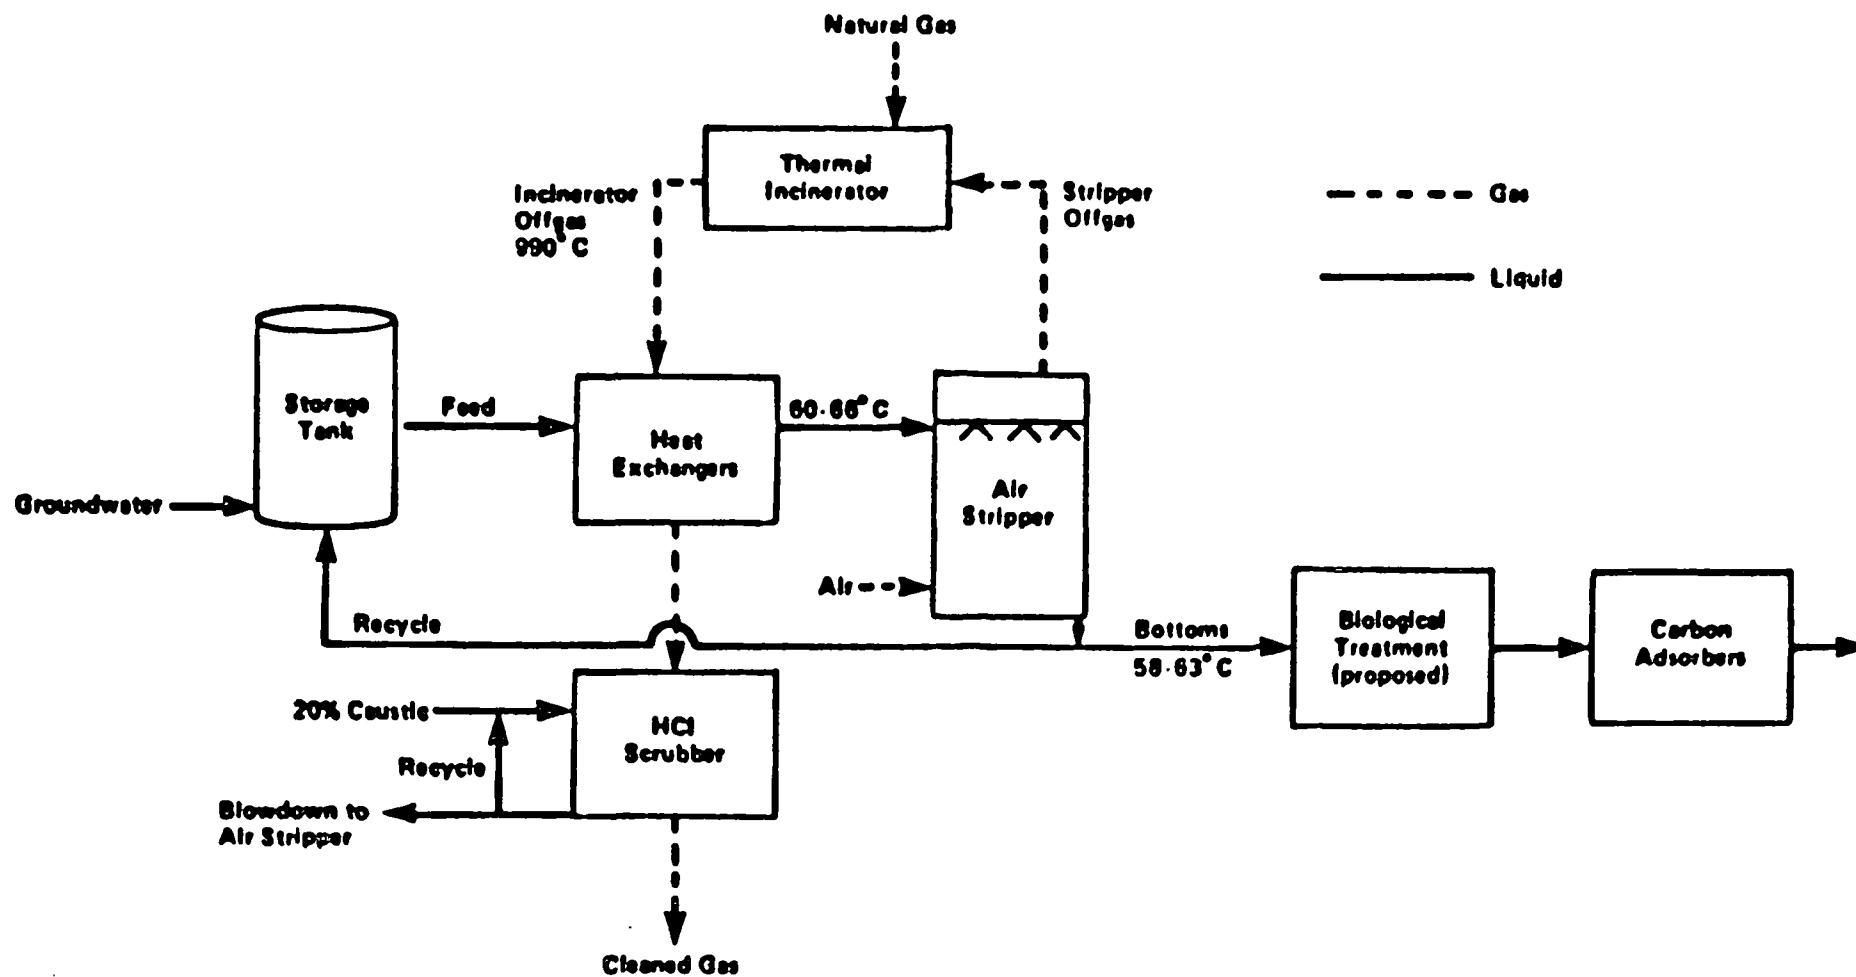 Natural Gas
Thermal
Incinerator
Incinerator
Offgas
990°C
Stripper
Offgas
Gas
Liquid
Storage
Tank
Feed
Heat
Exchangers
60-66°C
Air
Stripper
Groundwater
Air
Recycle
Bottoms
58-63°C
Biological
Treatment
(proposed)
Carbon
Adsorbers
20% Caustic
HCl
Scrubber
Recycle
Blowdown to
Air Stripper
Cleaned Gas